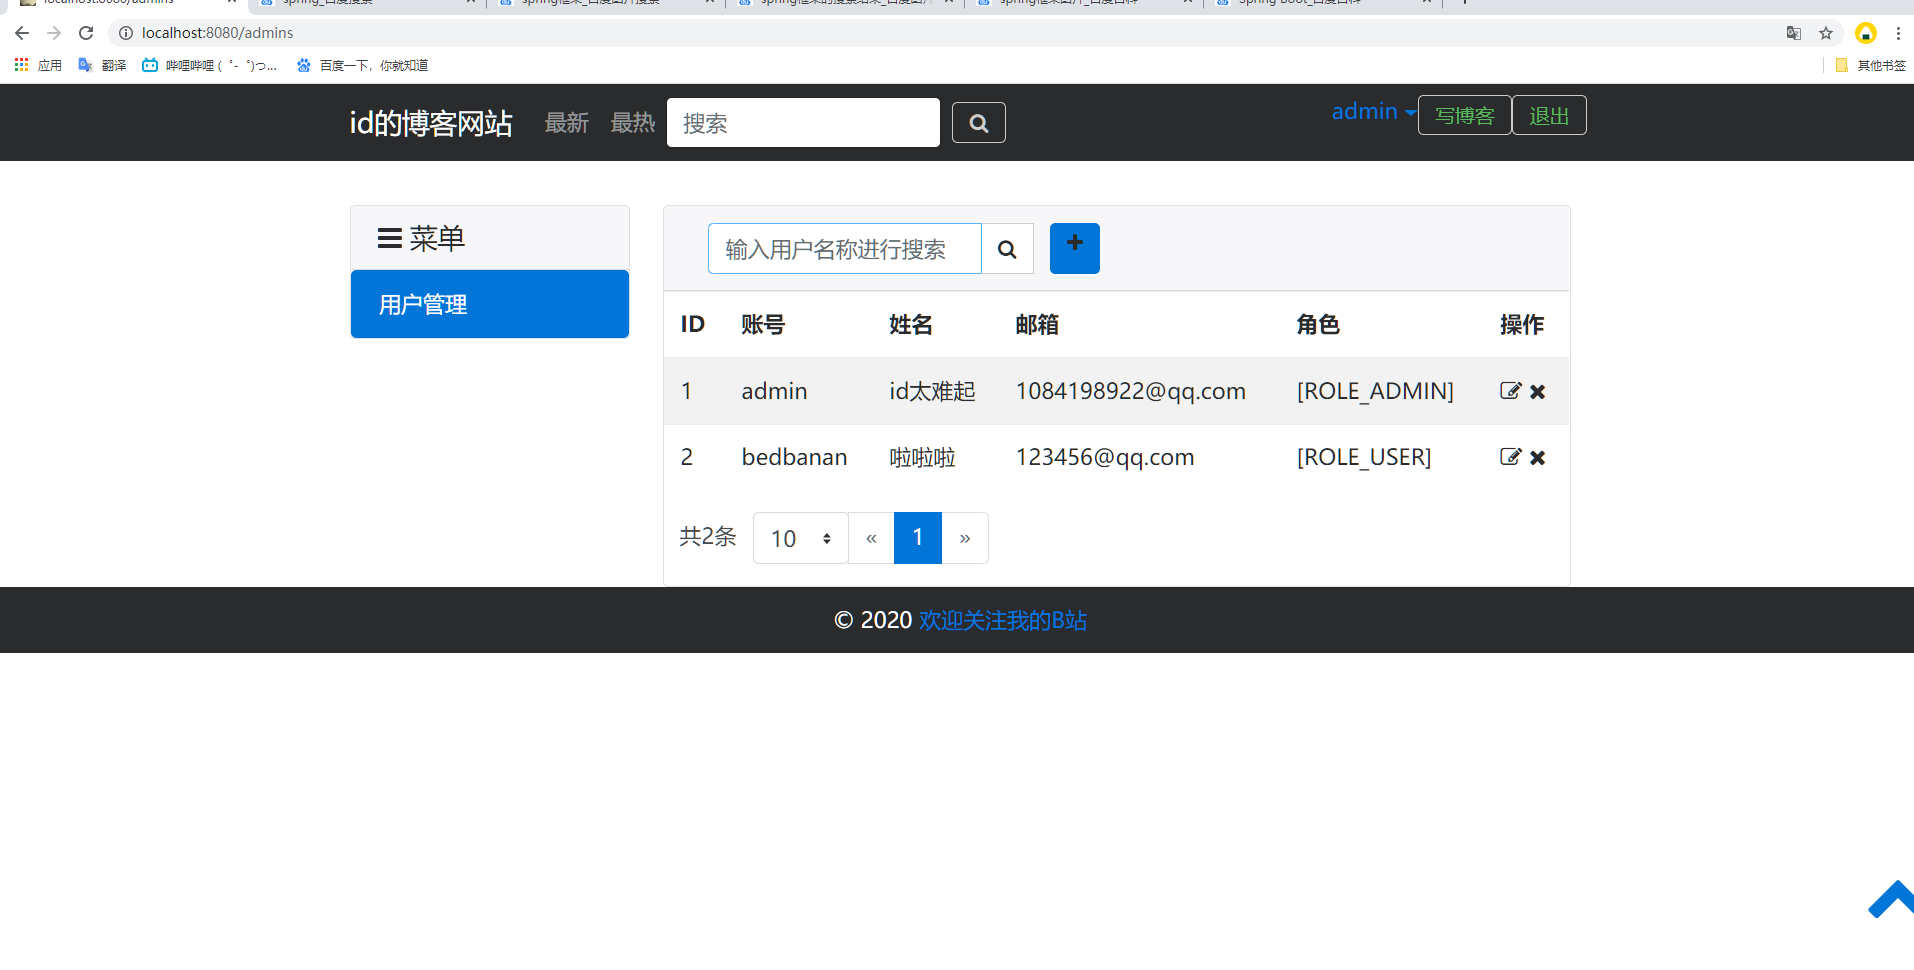 localhost:8080/admins
应用 翻译 哔哩哔哩 ( ゜- ゜)つ... 百度一下，你就知道 其他书签
id的博客网站 最新 最热 搜索 admin 写博客 退出
菜单
用户管理
输入用户名称进行搜索
ID 账号 姓名 邮箱 角色 操作
1 admin id太难起 1084198922@qq.com [ROLE_ADMIN]
2 bedbanan 啦啦啦 123456@qq.com [ROLE_USER]
共2条 10 « 1 »
© 2020 欢迎关注我的B站